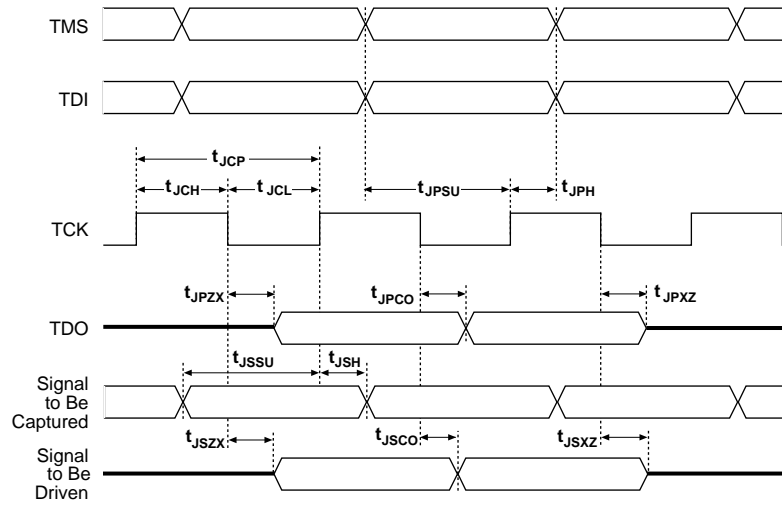 TMS
TDI
tJCP
tJCH
tJCL
tJPSU
tJPH
TCK
tJPZX
tJPCO
tJPXZ
TDO
tJSSU
tJSH
Signal
to Be
Captured
tJSZX
tJSCO
tJSXZ
Signal
to Be
Driven